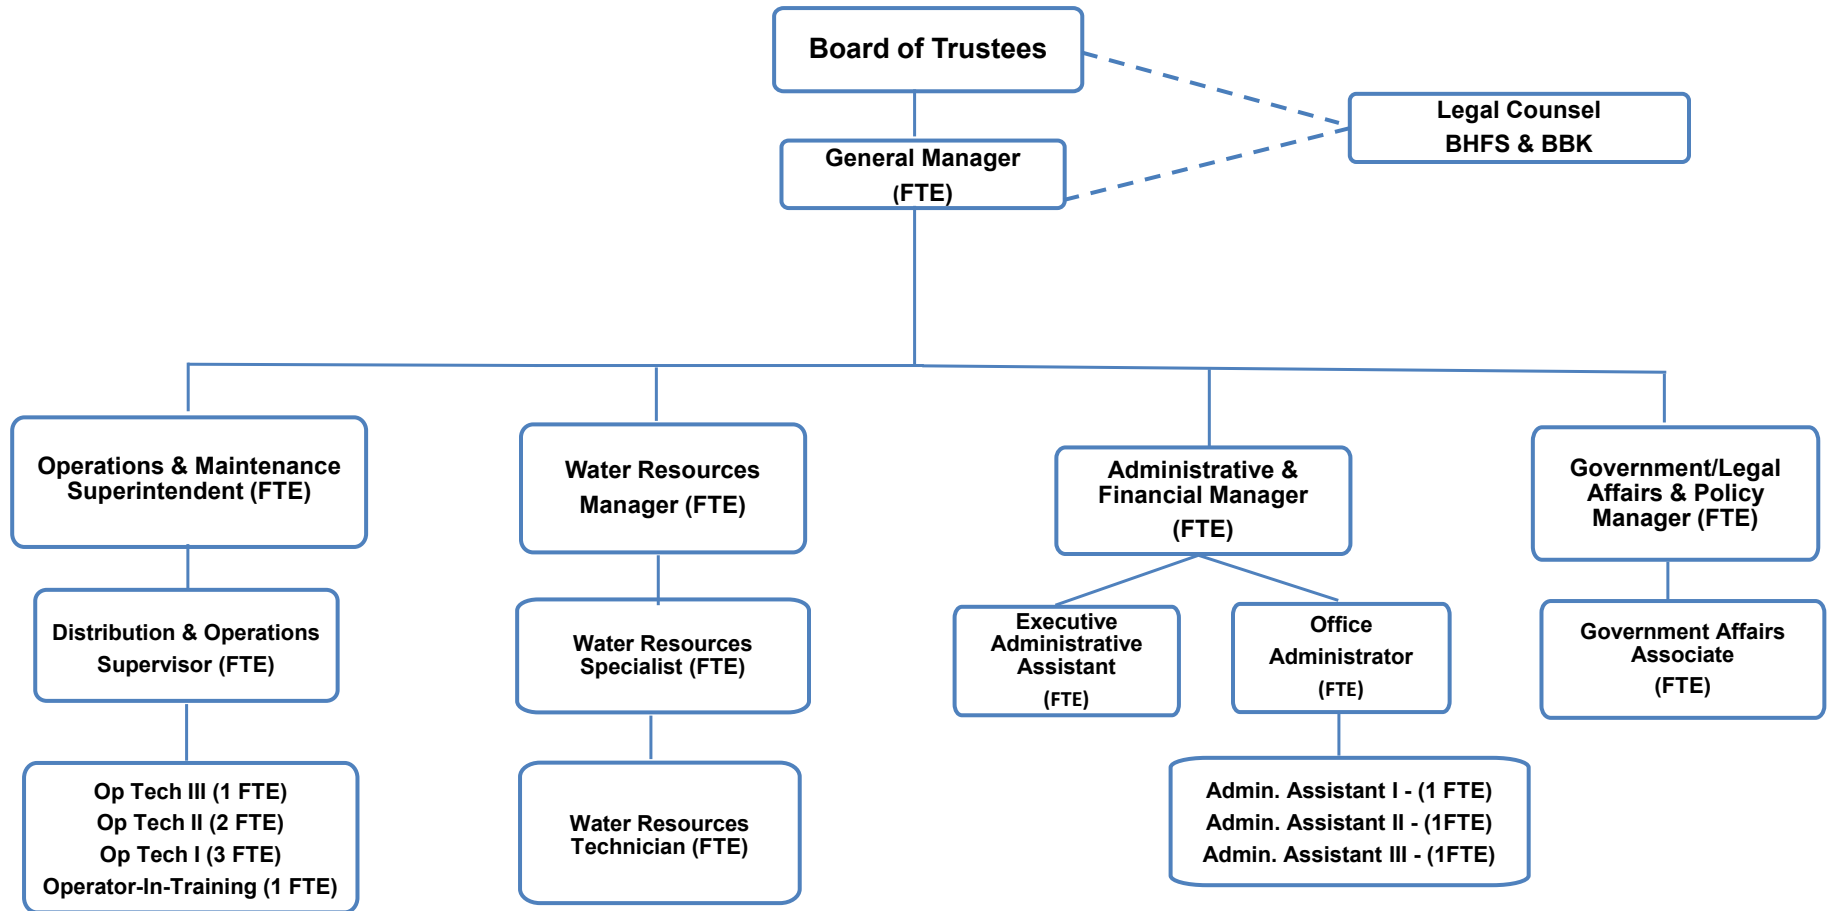 Board of Trustees
Legal Counsel
BHFS & BBK
General Manager
(FTE)
Operations & Maintenance
Superintendent (FTE)
Water Resources
Manager (FTE)
Administrative &
Financial Manager
(FTE)
Government/Legal
Affairs & Policy
Manager (FTE)
Distribution & Operations
Supervisor (FTE)
Water Resources
Specialist (FTE)
Executive
Administrative
Assistant
(FTE)
Office
Administrator
(FTE)
Government Affairs
Associate
(FTE)
Op Tech III (1 FTE)
Op Tech II (2 FTE)
Op Tech I (3 FTE)
Operator-In-Training (1 FTE)
Water Resources
Technician (FTE)
Admin. Assistant I - (1 FTE)
Admin. Assistant II - (1FTE)
Admin. Assistant III - (1FTE)